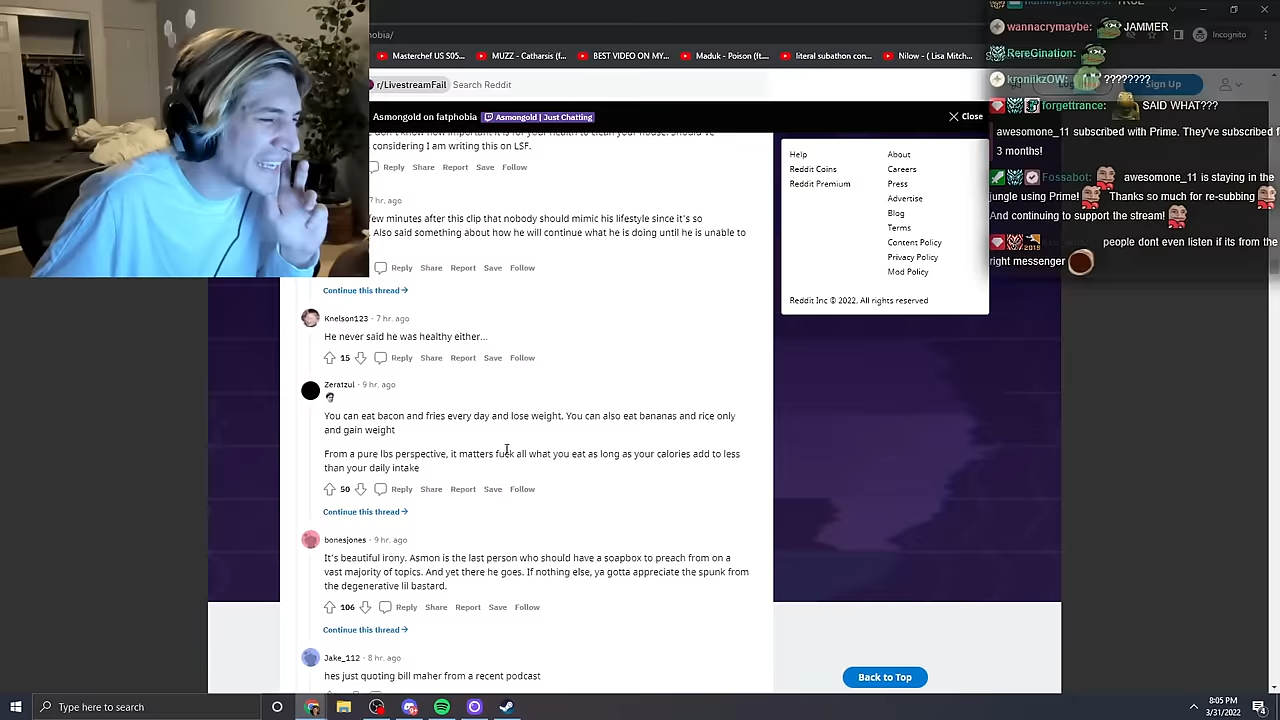 nobia/
Masterchef US S05...
MUZZ - Catharsis (f...
BEST VIDEO ON MY...
Maduk - Poison (ft....
literal subathon con...
Nilow - ( Lisa Mitch...
Incognito
r/LivestreamFail
Search Reddit
Sign
Asmongold on fatphobia
Asmongold | Just Chatting
Close
considering I am writing this on LSF.
Reply Share Report Save Follow
7 hr. ago
few minutes after this clip that nobody should mimic his lifestyle since it's so
Also said something about how he will continue what he is doing until he is unable to
Reply Share Report Save Follow
Continue this thread
Knelson123 · 7 hr. ago
He never said he was healthy either...
15 Reply Share Report Save Follow
Zeratzul · 9 hr. ago
You can eat bacon and fries every day and lose weight. You can also eat bananas and rice only
and gain weight
From a pure lbs perspective, it matters fuck all what you eat as long as your calories add to less
than your daily intake
50 Reply Share Report Save Follow
Continue this thread
bonesjones · 9 hr. ago
It's beautiful irony. Asmon is the last person who should have a soapbox to preach from on a
vast majority of topics. And yet there he goes. If nothing else, ya gotta appreciate the spunk from
the degenerative lil bastard.
106 Reply Share Report Save Follow
Continue this thread
Jake_112 · 8 hr. ago
hes just quoting bill maher from a recent podcast
Help About
Reddit Coins Careers
Reddit Premium Press
Advertise
Blog
Terms
Content Policy
Privacy Policy
Mod Policy
Reddit Inc © 2022. All rights reserved
Back to Top
TRUE
wannacrymaybe: JAMMER
RereGination:
kroniikzOW: ????????
forgettrance: SAID WHAT???
awesomone_11 subscribed with Prime. They've
3 months!
Fossabot: awesomone_11 is staying in the
jungle using Prime! Thanks so much for re-subbing
And continuing to support the stream!
2019
people dont even listen if its from the
right messenger
Type here to search
8:05 PM
3/31/2022